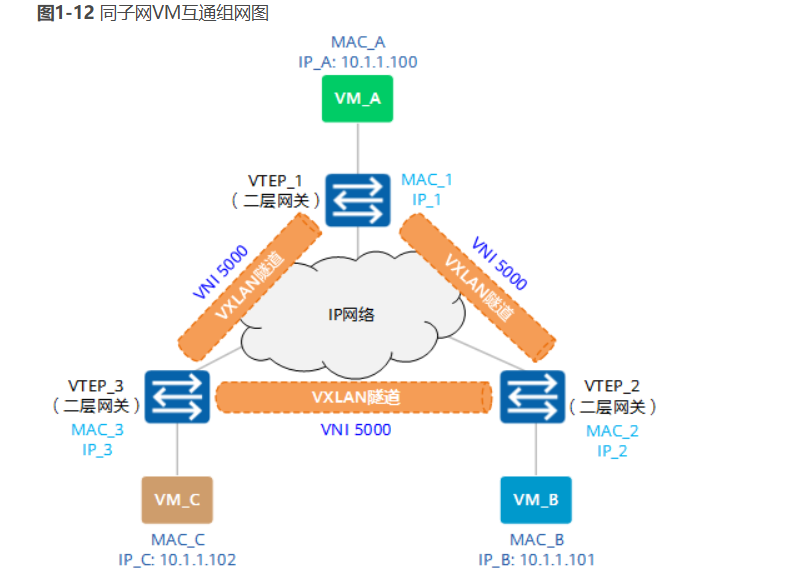 图1-12 同子网VM互通组网图
MAC_A
IP_A: 10.1.1.100
VM_A
VTEP_1
（二层网关）
MAC_1
IP_1
VNI 5000
VXLAN隧道
VNI 5000
VXLAN隧道
IP网络
VTEP_3
（二层网关）
MAC_3
IP_3
VXLAN隧道
VNI 5000
VTEP_2
（二层网关）
MAC_2
IP_2
VM_C
MAC_C
IP_C: 10.1.1.102
VM_B
MAC_B
IP_B: 10.1.1.101